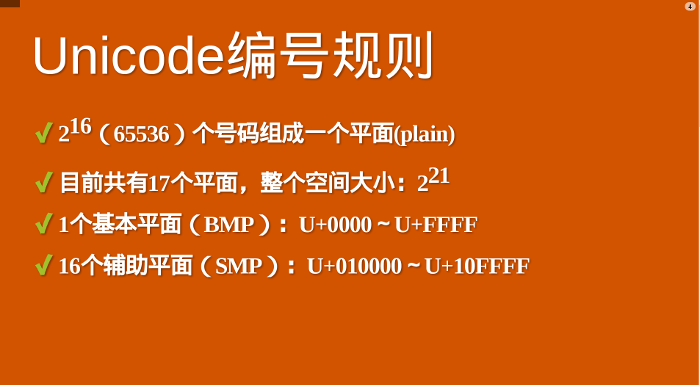 4
Unicode编号规则
✓ 2^16（65536）个号码组成一个平面(plain)
✓ 目前共有17个平面，整个空间大小：2^21
✓ 1个基本平面（BMP）：U+0000 ~ U+FFFF
✓ 16个辅助平面（SMP）：U+010000 ~ U+10FFFF